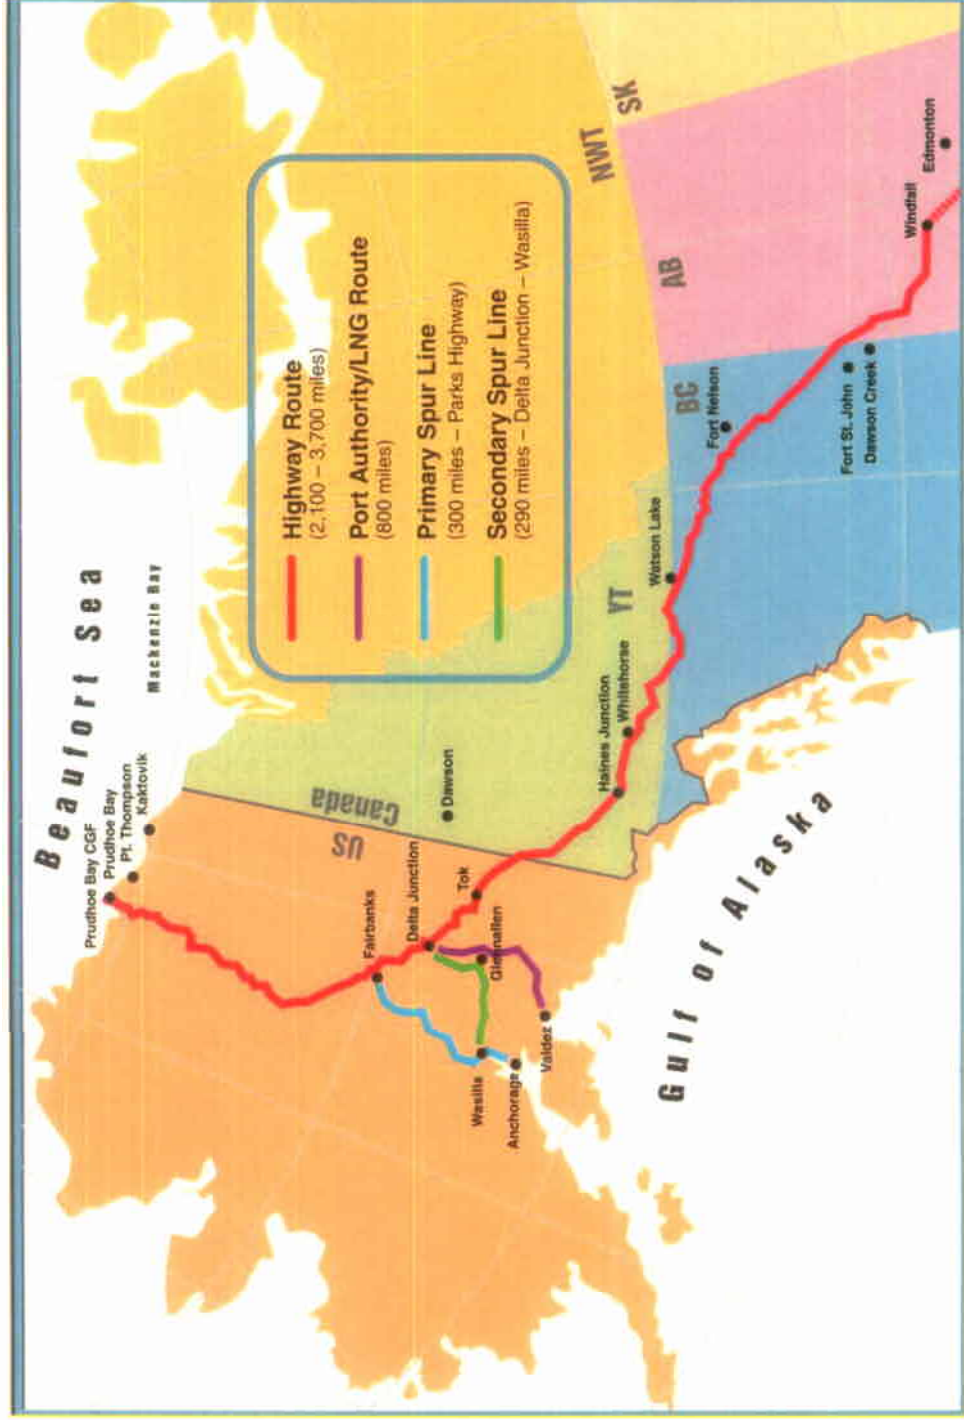 Beaufort Sea
Mackenzie Bay
Prudhoe Bay CGF
Prudhoe Bay
Pt. Thompson
Kaktovik
US
Canada
Dawson
Fairbanks
Delta Junction
Tok
Glennallen
Wasilla
Anchorage
Valdez
Haines Junction
Whitehorse
YT
Watson Lake
NWT
SK
AB
BC
Fort Nelson
Fort St. John
Dawson Creek
Windfall
Edmonton
Gulf of Alaska
Highway Route
(2,100 – 3,700 miles)
Port Authority/LNG Route
(800 miles)
Primary Spur Line
(300 miles – Parks Highway)
Secondary Spur Line
(290 miles – Delta Junction – Wasilla)